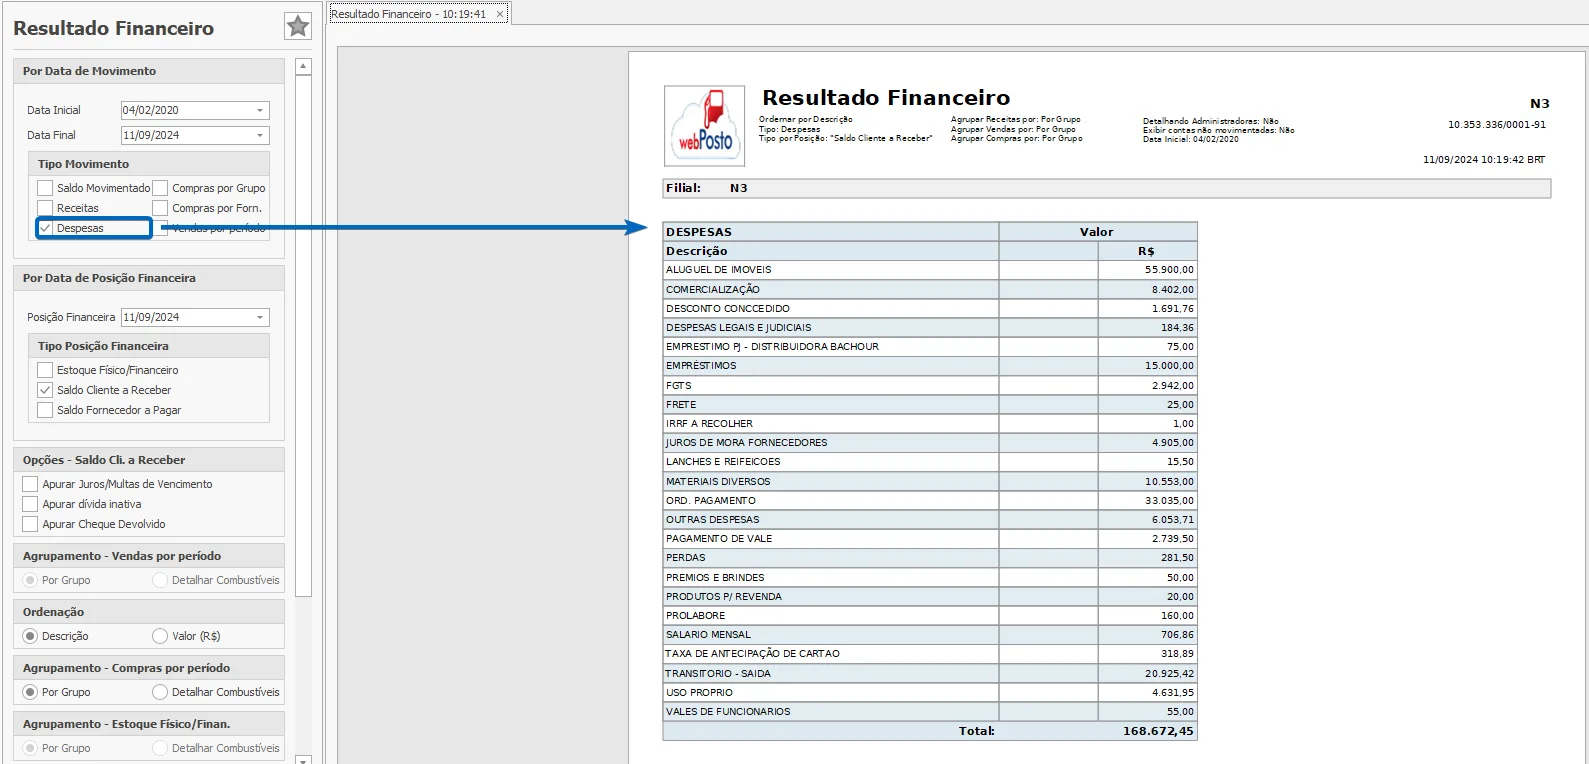 Resultado Financeiro
Por Data de Movimento
Data Inicial 04/02/2020
Data Final 11/09/2024
Tipo Movimento
Saldo Movimentado Compras por Grupo
Receitas Compras por Forn.
Despesas Vendas por período
Por Data de Posição Financeira
Posição Financeira 11/09/2024
Tipo Posição Financeira
Estoque Físico/Financeiro
Saldo Cliente a Receber
Saldo Fornecedor a Pagar
Opções - Saldo Cli. a Receber
Apurar Juros/Multas de Vencimento
Apurar dívida inativa
Apurar Cheque Devolvido
Agrupamento - Vendas por período
Por Grupo Detalhar Combustíveis
Ordenação
Descrição Valor (R$)
Agrupamento - Compras por período
Por Grupo Detalhar Combustíveis
Agrupamento - Estoque Físico/Finan.
Por Grupo Detalhar Combustíveis
Resultado Financeiro - 10:19:41
webPosto
Resultado Financeiro
Ordernar por Descrição
Tipo: Despesas
Tipo por Posição: "Saldo Cliente a Receber"
Agrupar Receitas por: Por Grupo
Agrupar Vendas por: Por Grupo
Agrupar Compras por: Por Grupo
Detalhando Administradoras: Não
Exibir contas não movimentadas: Não
Data Inicial: 04/02/2020
N3
10.353.336/0001-91
11/09/2024 10:19:42 BRT
Filial: N3
DESPESAS Valor
Descrição R$
ALUGUEL DE IMOVEIS 55.900,00
COMERCIALIZAÇÃO 8.402,00
DESCONTO CONCCEDIDO 1.691,76
DESPESAS LEGAIS E JUDICIAIS 184,36
EMPRESTIMO PJ - DISTRIBUIDORA BACHOUR 75,00
EMPRÉSTIMOS 15.000,00
FGTS 2.942,00
FRETE 25,00
IRRF A RECOLHER 1,00
JUROS DE MORA FORNECEDORES 4.905,00
LANCHES E REIFEICOES 15,50
MATERIAIS DIVERSOS 10.553,00
ORD. PAGAMENTO 33.035,00
OUTRAS DESPESAS 6.053,71
PAGAMENTO DE VALE 2.739,50
PERDAS 281,50
PREMIOS E BRINDES 50,00
PRODUTOS P/ REVENDA 20,00
PROLABORE 160,00
SALARIO MENSAL 706,86
TAXA DE ANTECIPAÇÃO DE CARTAO 318,89
TRANSITORIO - SAIDA 20.925,42
USO PROPRIO 4.631,95
VALES DE FUNCIONARIOS 55,00
Total: 168.672,45